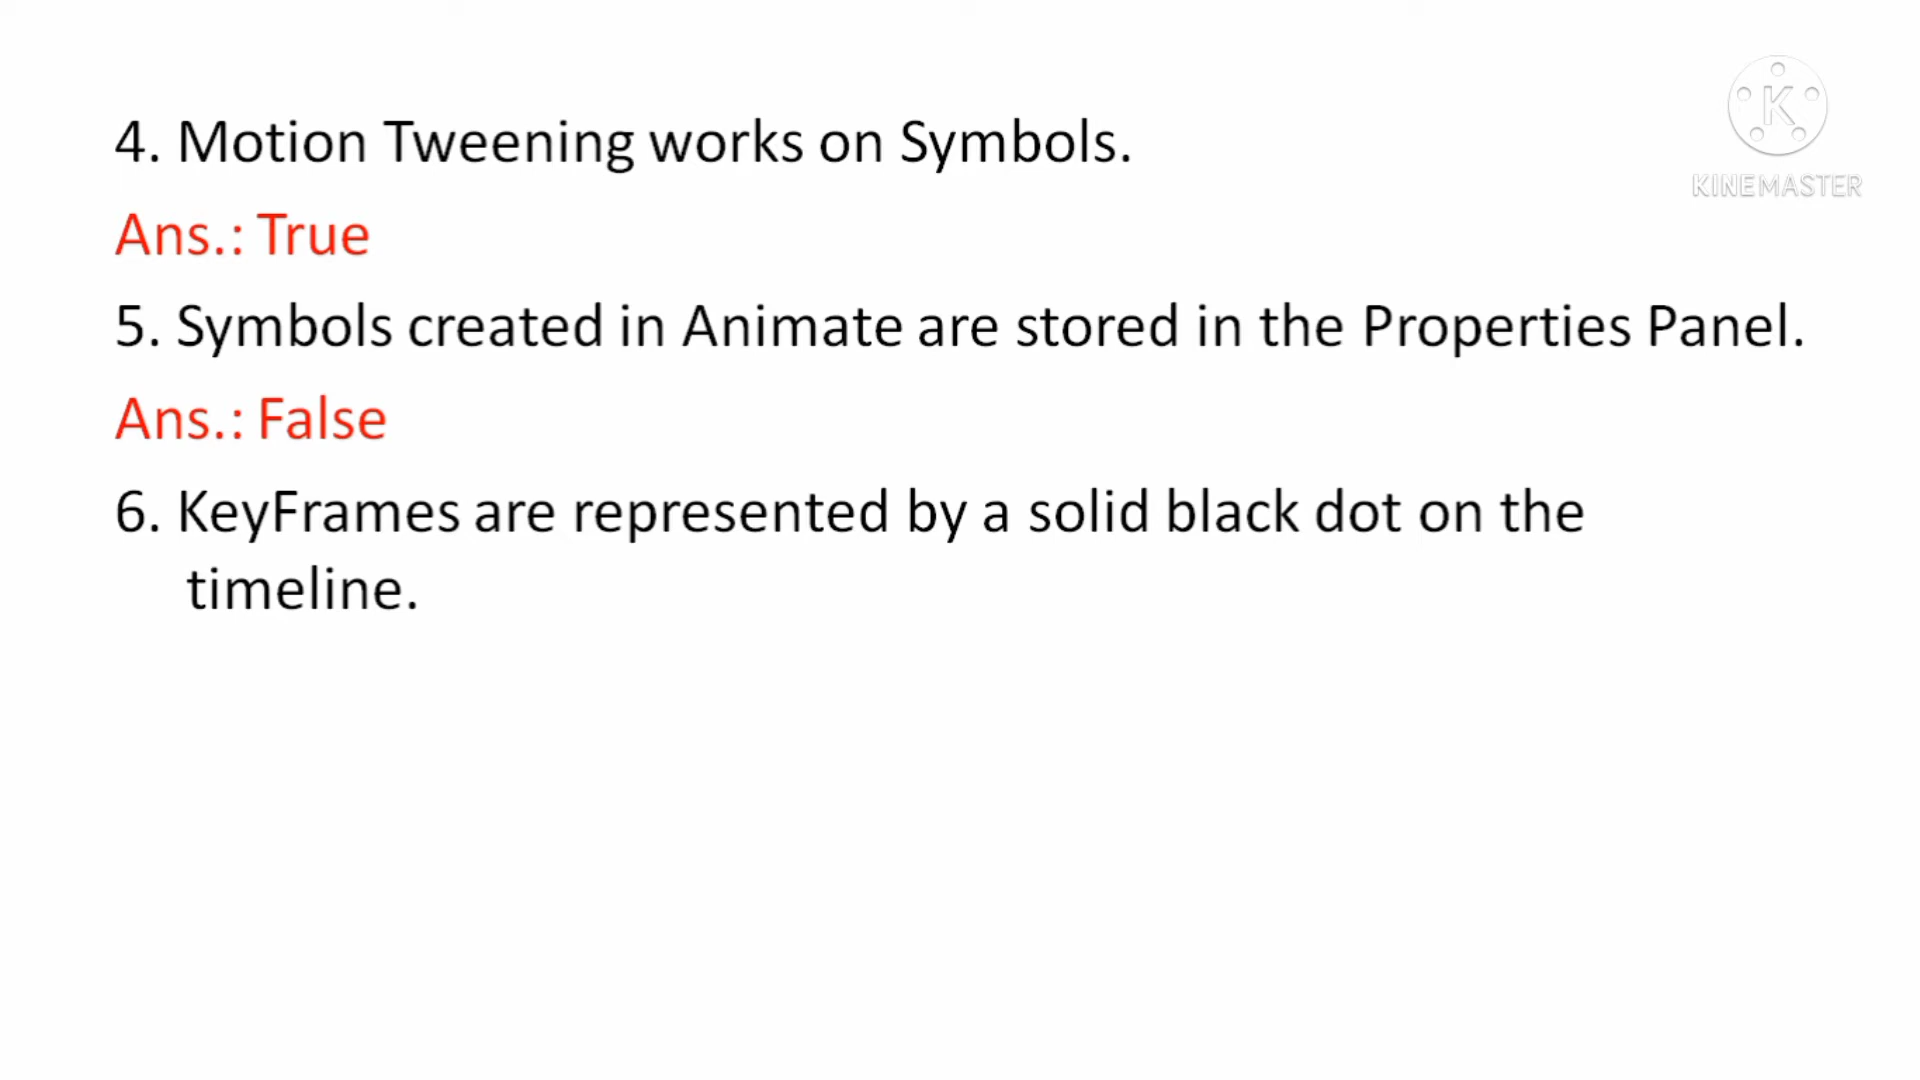 4. Motion Tweening works on Symbols.
Ans.: True
5. Symbols created in Animate are stored in the Properties Panel.
Ans.: False
6. KeyFrames are represented by a solid black dot on the
timeline.
K
KINEMASTER